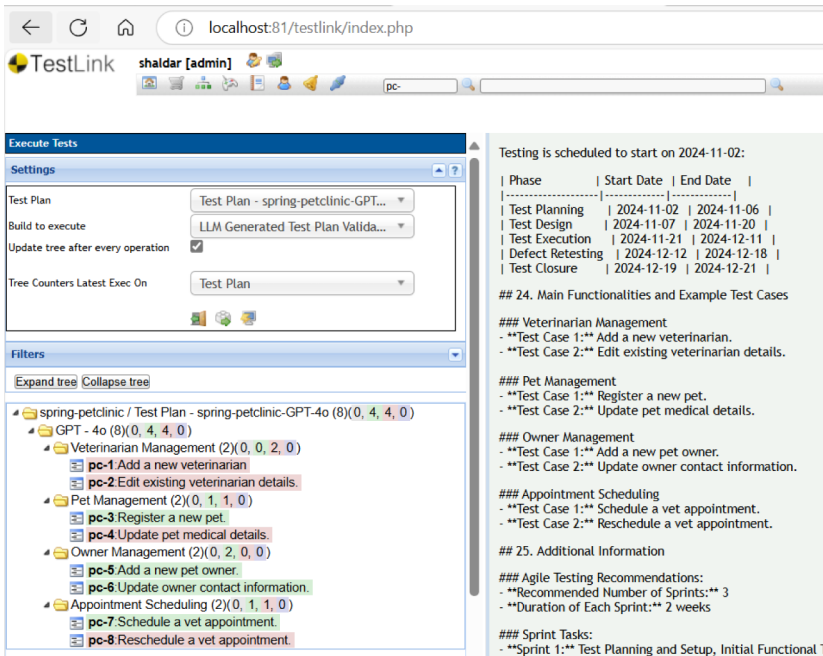 localhost:81/testlink/index.php
TestLink
shaldar [admin]
pc-
Execute Tests
Settings
?
Test Plan
Test Plan - spring-petclinic-GPT...
Build to execute
LLM Generated Test Plan Valida...
Update tree after every operation
Tree Counters Latest Exec On
Test Plan
Filters
Expand tree Collapse tree
spring-petclinic / Test Plan - spring-petclinic-GPT-4o (8)(0, 4, 4, 0)
GPT - 4o (8)(0, 4, 4, 0)
Veterinarian Management (2)(0, 0, 2, 0)
pc-1:Add a new veterinarian
pc-2:Edit existing veterinarian details.
Pet Management (2)(0, 1, 1, 0)
pc-3:Register a new pet.
pc-4:Update pet medical details.
Owner Management (2)(0, 2, 0, 0)
pc-5:Add a new pet owner.
pc-6:Update owner contact information.
Appointment Scheduling (2)(0, 1, 1, 0)
pc-7:Schedule a vet appointment.
pc-8:Reschedule a vet appointment.
Testing is scheduled to start on 2024-11-02:
| Phase | Start Date | End Date |
|--------------------|------------|------------|
| Test Planning | 2024-11-02 | 2024-11-06 |
| Test Design | 2024-11-07 | 2024-11-20 |
| Test Execution | 2024-11-21 | 2024-12-11 |
| Defect Retesting | 2024-12-12 | 2024-12-18 |
| Test Closure | 2024-12-19 | 2024-12-21 |
## 24. Main Functionalities and Example Test Cases
### Veterinarian Management
- **Test Case 1:** Add a new veterinarian.
- **Test Case 2:** Edit existing veterinarian details.
### Pet Management
- **Test Case 1:** Register a new pet.
- **Test Case 2:** Update pet medical details.
### Owner Management
- **Test Case 1:** Add a new pet owner.
- **Test Case 2:** Update owner contact information.
### Appointment Scheduling
- **Test Case 1:** Schedule a vet appointment.
- **Test Case 2:** Reschedule a vet appointment.
## 25. Additional Information
### Agile Testing Recommendations:
- **Recommended Number of Sprints:** 3
- **Duration of Each Sprint:** 2 weeks
### Sprint Tasks:
- **Sprint 1:** Test Planning and Setup, Initial Functional